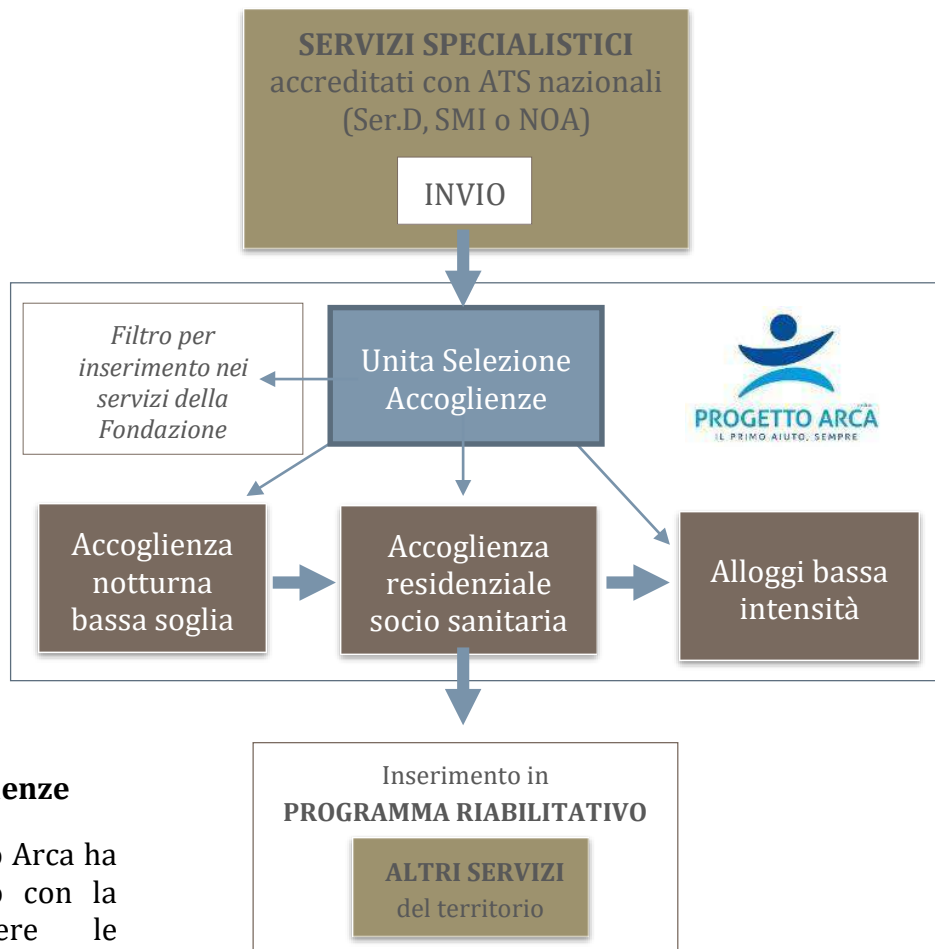 SERVIZI SPECIALISTICI
accreditati con ATS nazionali
(Ser.D, SMI o NOA)
INVIO
Filtro per
inserimento nei
servizi della
Fondazione
Unita Selezione
Accoglienze
PROGETTO ARCA
IL PRIMO AIUTO, SEMPRE
Accoglienza
notturna
bassa soglia
Accoglienza
residenziale
socio sanitaria
Alloggi bassa
intensità
Inserimento in
PROGRAMMA RIABILITATIVO
ALTRI SERVIZI
del territorio
enze
Arca ha
con la
ere le